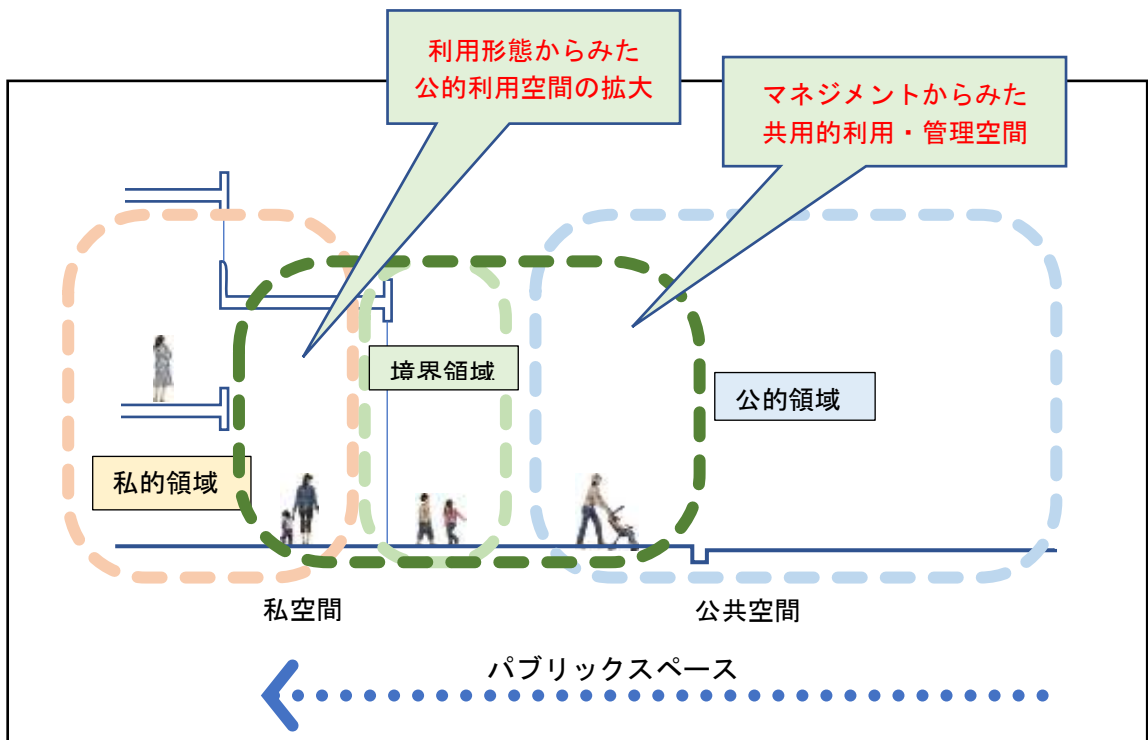 利用形態からみた
公的利用空間の拡大
マネジメントからみた
共用的利用・管理空間
境界領域
公的領域
私的領域
私空間
公共空間
パブリックスペース